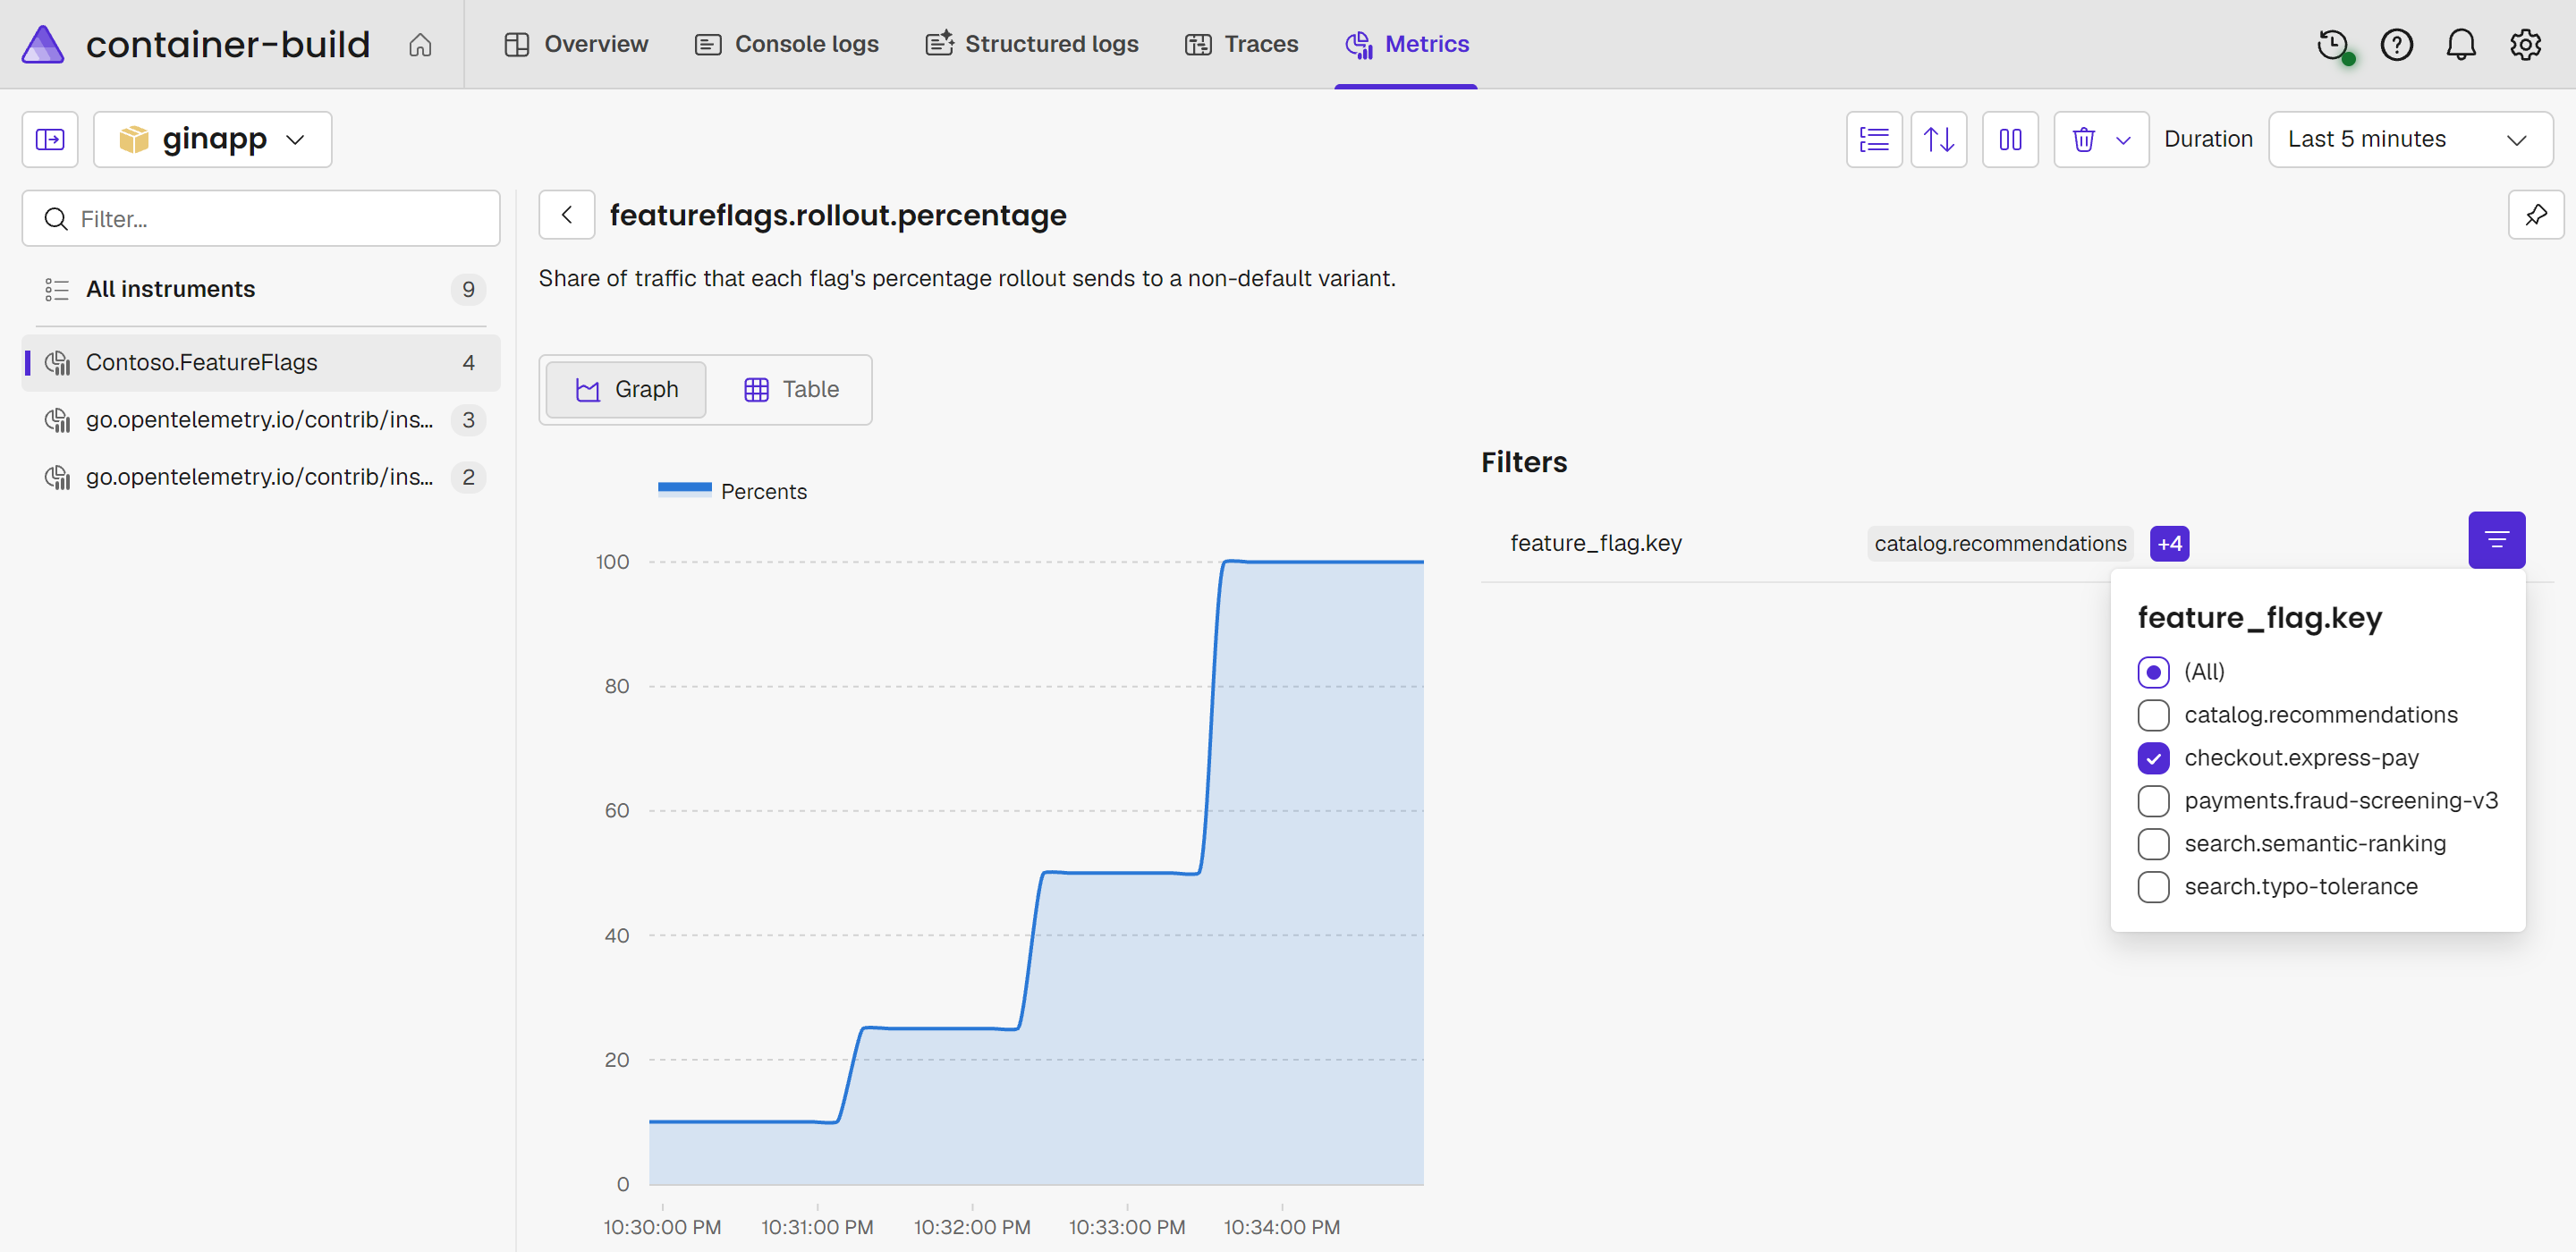 container-build
Overview
Console logs
Structured logs
Traces
Metrics
ginapp
Duration
Last 5 minutes
Filter...
All instruments
9
Contoso.FeatureFlags
4
go.opentelemetry.io/contrib/ins...
3
go.opentelemetry.io/contrib/ins...
2
featureflags.rollout.percentage
Share of traffic that each flag's percentage rollout sends to a non-default variant.
Graph
Table
Percents
100
80
60
40
20
0
10:30:00 PM
10:31:00 PM
10:32:00 PM
10:33:00 PM
10:34:00 PM
Filters
feature_flag.key
catalog.recommendations
+4
feature_flag.key
(All)
catalog.recommendations
checkout.express-pay
payments.fraud-screening-v3
search.semantic-ranking
search.typo-tolerance